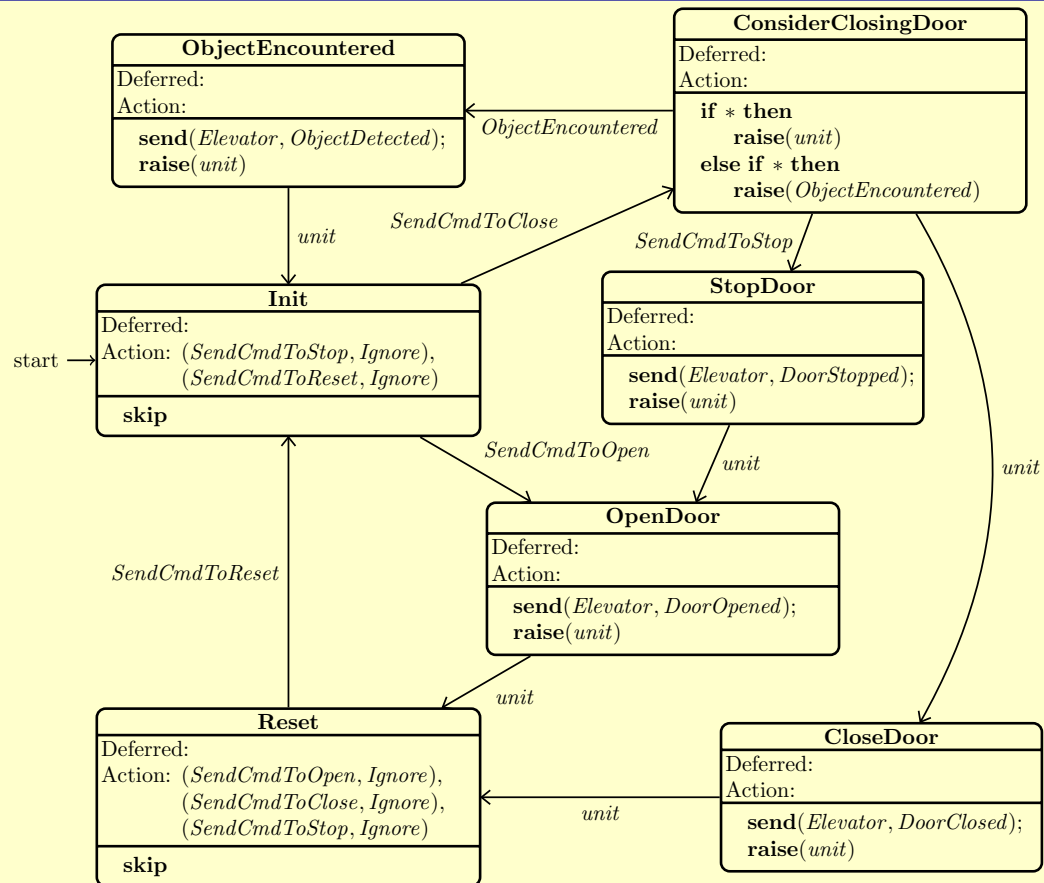 ObjectEncountered
Deferred:
Action:
send(Elevator, ObjectDetected);
raise(unit)
ConsiderClosingDoor
Deferred:
Action:
if * then
raise(unit)
else if * then
raise(ObjectEncountered)
ObjectEncountered
unit
SendCmdToClose
SendCmdToStop
Init
Deferred:
Action: (SendCmdToStop, Ignore),
(SendCmdToReset, Ignore)
skip
start
StopDoor
Deferred:
Action:
send(Elevator, DoorStopped);
raise(unit)
SendCmdToOpen
unit
unit
OpenDoor
Deferred:
Action:
send(Elevator, DoorOpened);
raise(unit)
SendCmdToReset
unit
Reset
Deferred:
Action: (SendCmdToOpen, Ignore),
(SendCmdToClose, Ignore),
(SendCmdToStop, Ignore)
skip
unit
CloseDoor
Deferred:
Action:
send(Elevator, DoorClosed);
raise(unit)